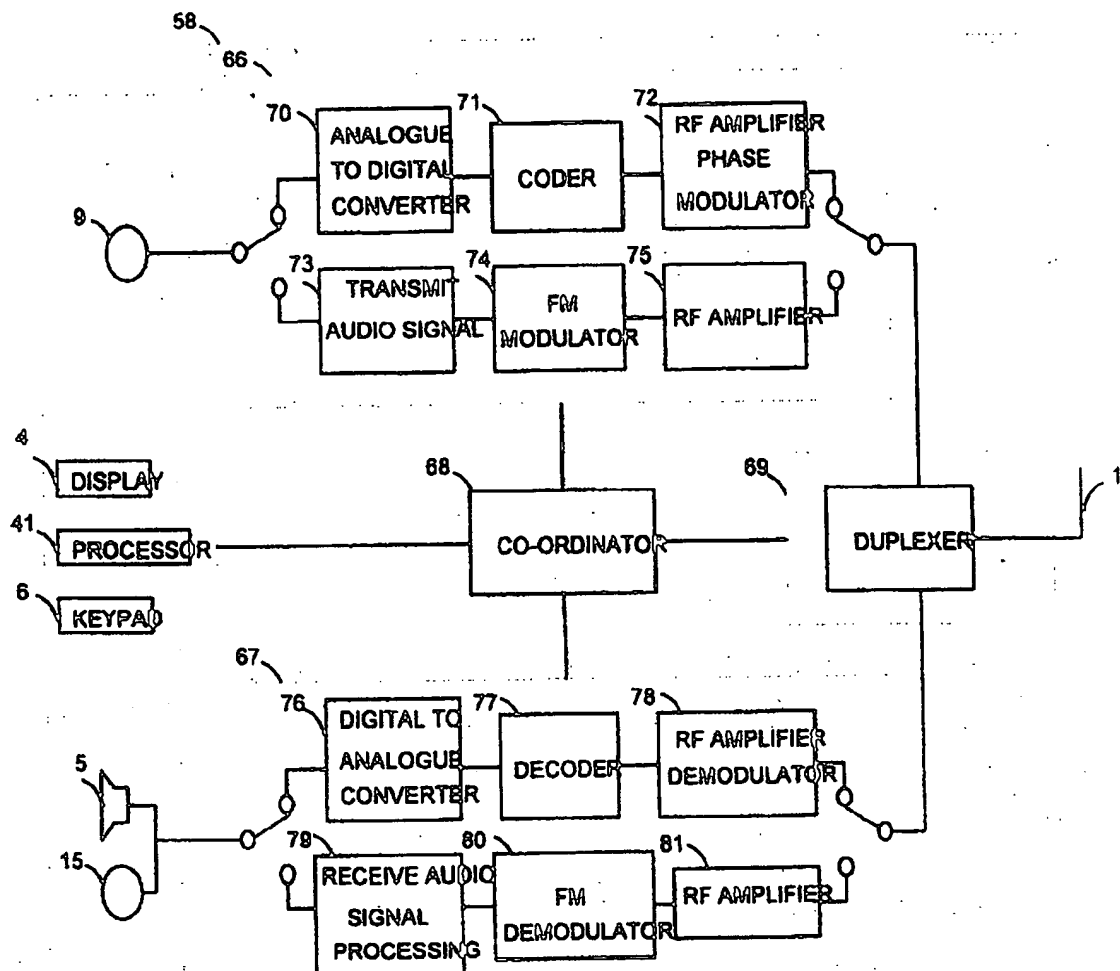 58
66
70
71
72
ANALOGUE
TO DIGITAL
CONVERTER
CODER
RF AMPLIFIER
PHASE
MODULATOR
9
73
74
75
TRANSMIT
AUDIO SIGNAL
FM
MODULATOR
RF AMPLIFIER
4
DISPLAY
68
69
1
41
PROCESSOR
CO-ORDINATOR
DUPLEXER
6
KEYPAD
67
76
77
78
DIGITAL TO
ANALOGUE
CONVERTER
DECODER
RF AMPLIFIER
DEMODULATOR
5
79
80
81
15
RECEIVE AUDIO
SIGNAL
PROCESSING
FM
DEMODULATOR
RF AMPLIFIER